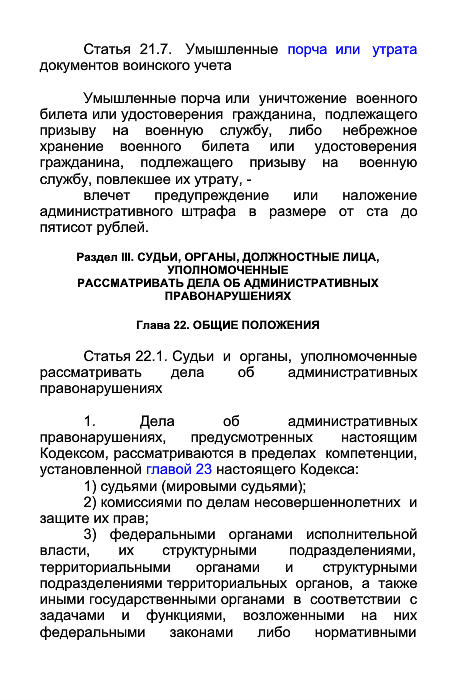 Статья 21.7. Умышленные порча или утрата
документов воинского учета
Умышленные порча или уничтожение военного
билета или удостоверения гражданина, подлежащего
призыву на военную службу, либо небрежное
хранение военного билета или удостоверения
гражданина, подлежащего призыву на военную
службу, повлекшее их утрату, -
влечет предупреждение или наложение
административного штрафа в размере от ста до
пятисот рублей.
Раздел III. СУДЬИ, ОРГАНЫ, ДОЛЖНОСТНЫЕ ЛИЦА,
УПОЛНОМОЧЕННЫЕ
РАССМАТРИВАТЬ ДЕЛА ОБ АДМИНИСТРАТИВНЫХ
ПРАВОНАРУШЕНИЯХ
Глава 22. ОБЩИЕ ПОЛОЖЕНИЯ
Статья 22.1. Судьи и органы, уполномоченные
рассматривать дела об административных
правонарушениях
1. Дела об административных
правонарушениях, предусмотренных настоящим
Кодексом, рассматриваются в пределах компетенции,
установленной главой 23 настоящего Кодекса:
1) судьями (мировыми судьями);
2) комиссиями по делам несовершеннолетних и
защите их прав;
3) федеральными органами исполнительной
власти, их структурными подразделениями,
территориальными органами и структурными
подразделениями территориальных органов, а также
иными государственными органами в соответствии с
задачами и функциями, возложенными на них
федеральными законами либо нормативными